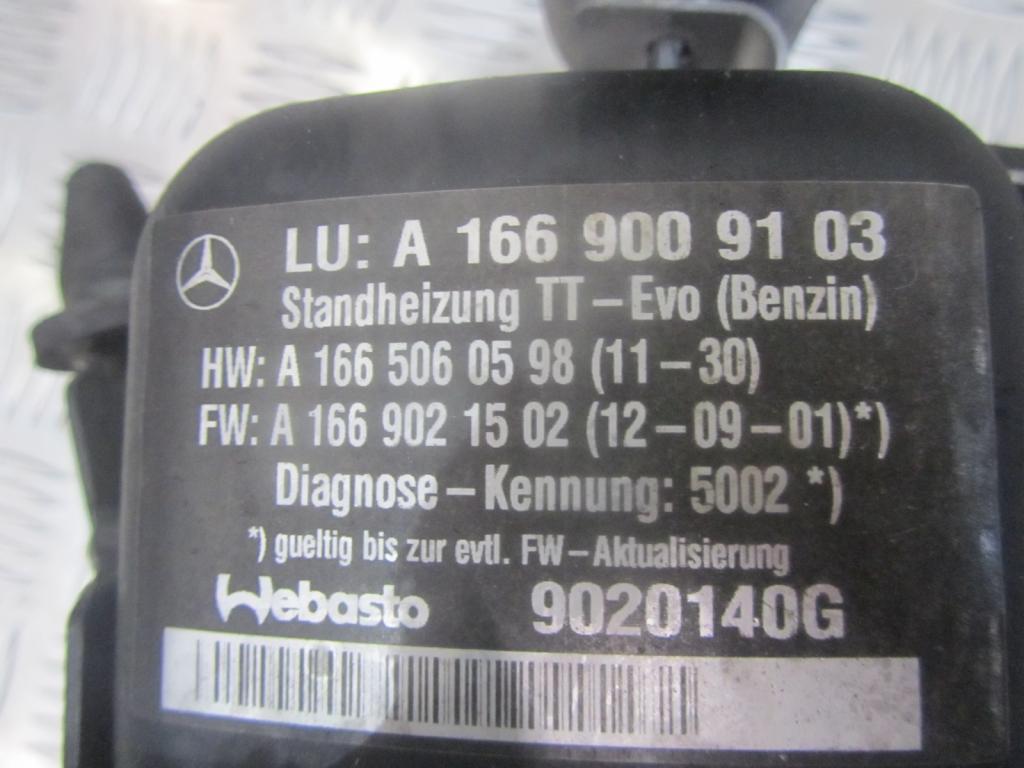 LU: A 166 900 91 03
Standheizung TT-Evo (Benzin)
HW: A 166 506 05 98 (11-30)
FW: A 166 902 15 02 (12-09-01)*)
Diagnose-Kennung: 5002 *)
*) gueltig bis zur evtl. FW-Aktualisierung
Webasto 9020140G